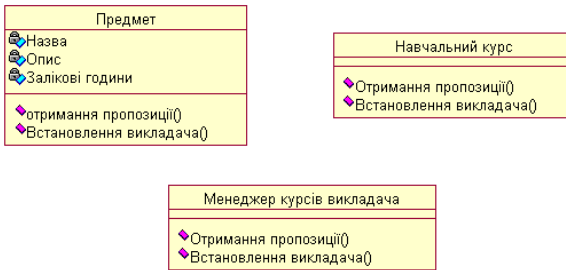 Предмет
Назва
Опис
Залікові години
отримання пропозиції()
Встановлення викладача()
Навчальний курс
Отримання пропозиції()
Встановлення викладача()
Менеджер курсів викладача
Отримання пропозиції()
Встановлення викладача()